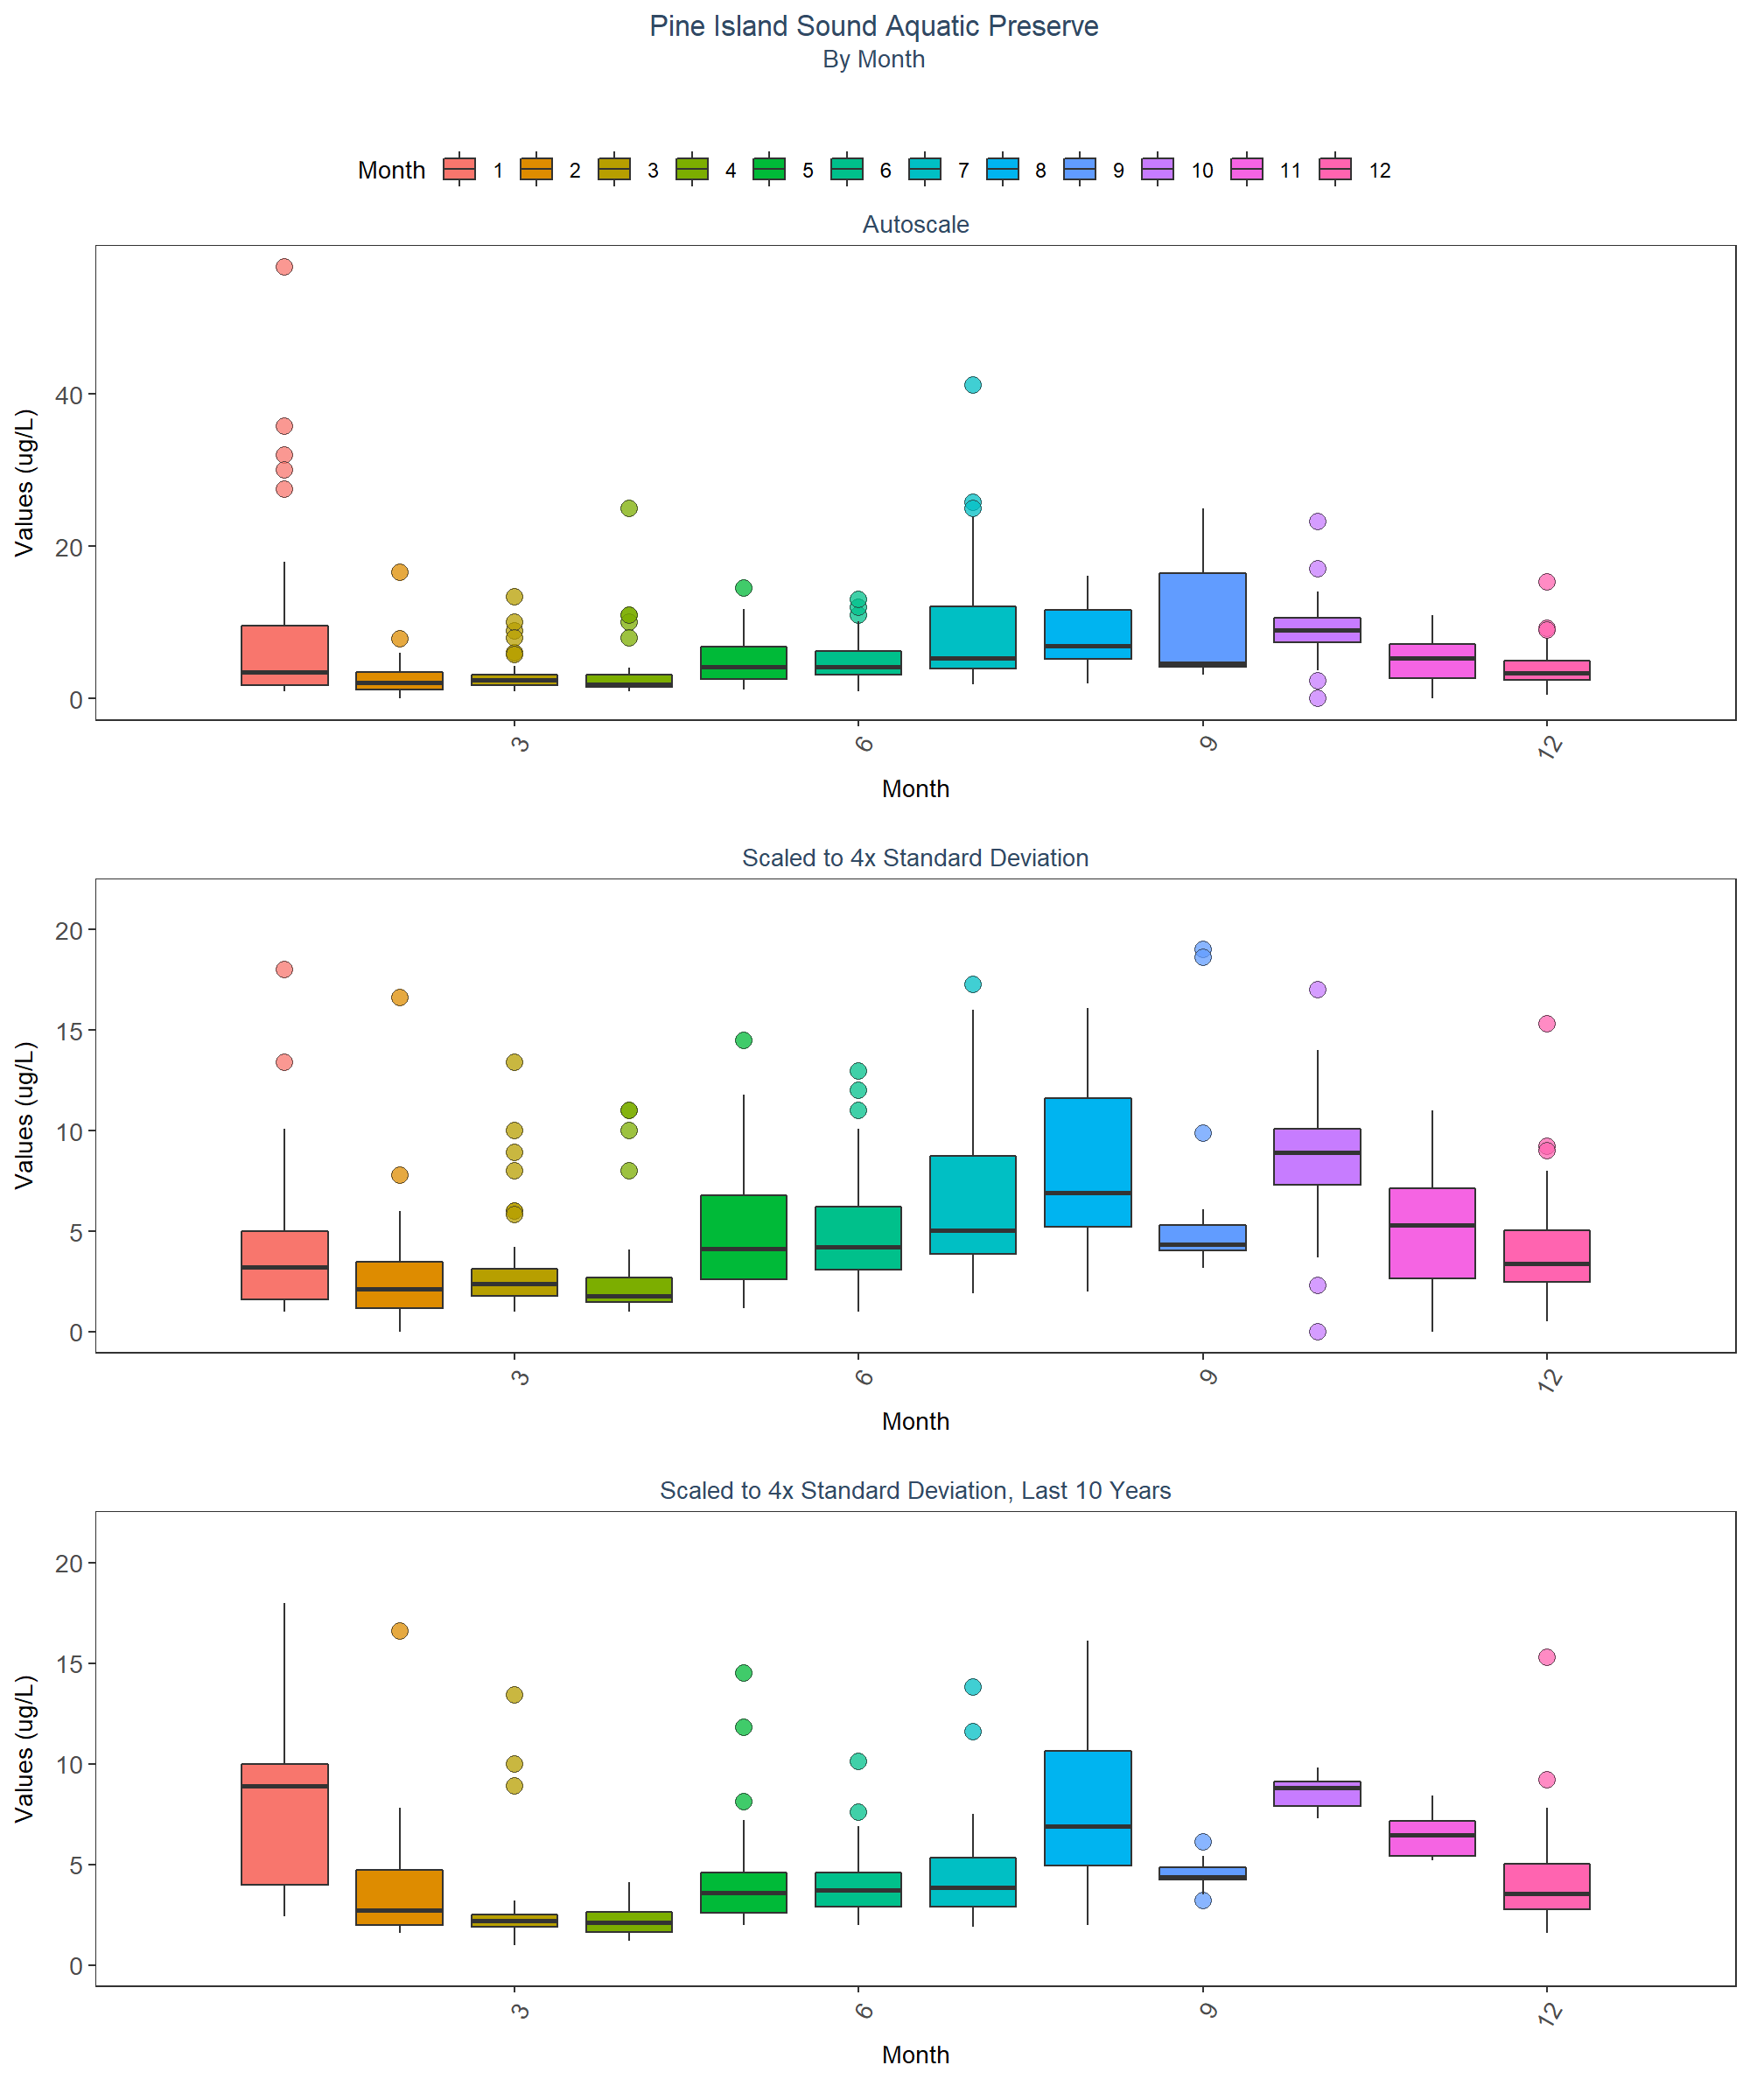 Pine Island Sound Aquatic Preserve
By Month
Month 1 2 3 4 5 6 7 8 9 10 11 12
Autoscale
Values (ug/L)
40
20
0
3 6 9 12
Month
Scaled to 4x Standard Deviation
Values (ug/L)
20
15
10
5
0
3 6 9 12
Month
Scaled to 4x Standard Deviation, Last 10 Years
Values (ug/L)
20
15
10
5
0
3 6 9 12
Month